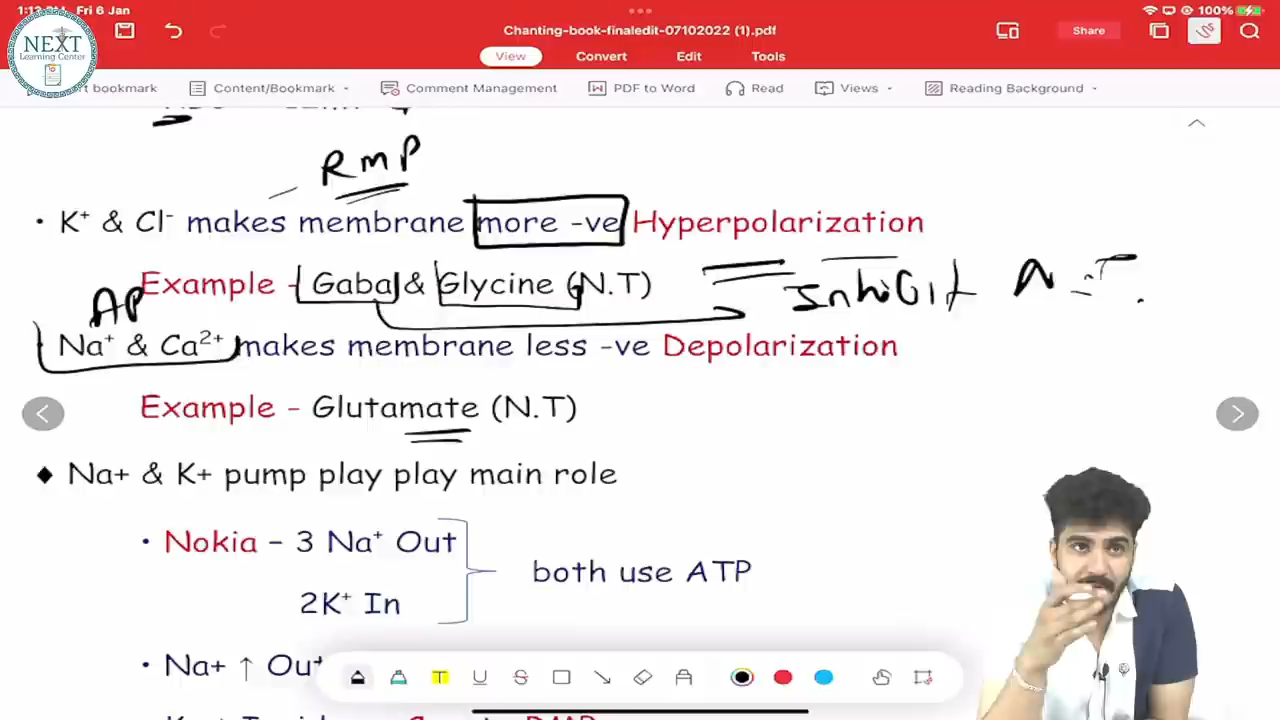 1:13 PM Fri 6 Jan
100%
NEXT
Learning Center
Chanting-book-finaledit-07102022 (1).pdf
Share
View Convert Edit Tools
bookmark Content/Bookmark Comment Management PDF to Word Read Views Reading Background
RMP
• K⁺ & Cl⁻ makes membrane more -ve Hyperpolarization
Example - Gaba & Glycine (N.T) Inhibit N.T.
AP
Na⁺ & Ca²⁺ makes membrane less -ve Depolarization
Example - Glutamate (N.T)
◆ Na+ & K+ pump play play main role
• Nokia - 3 Na⁺ Out
both use ATP
2K⁺ In
• Na+ ↑ Out